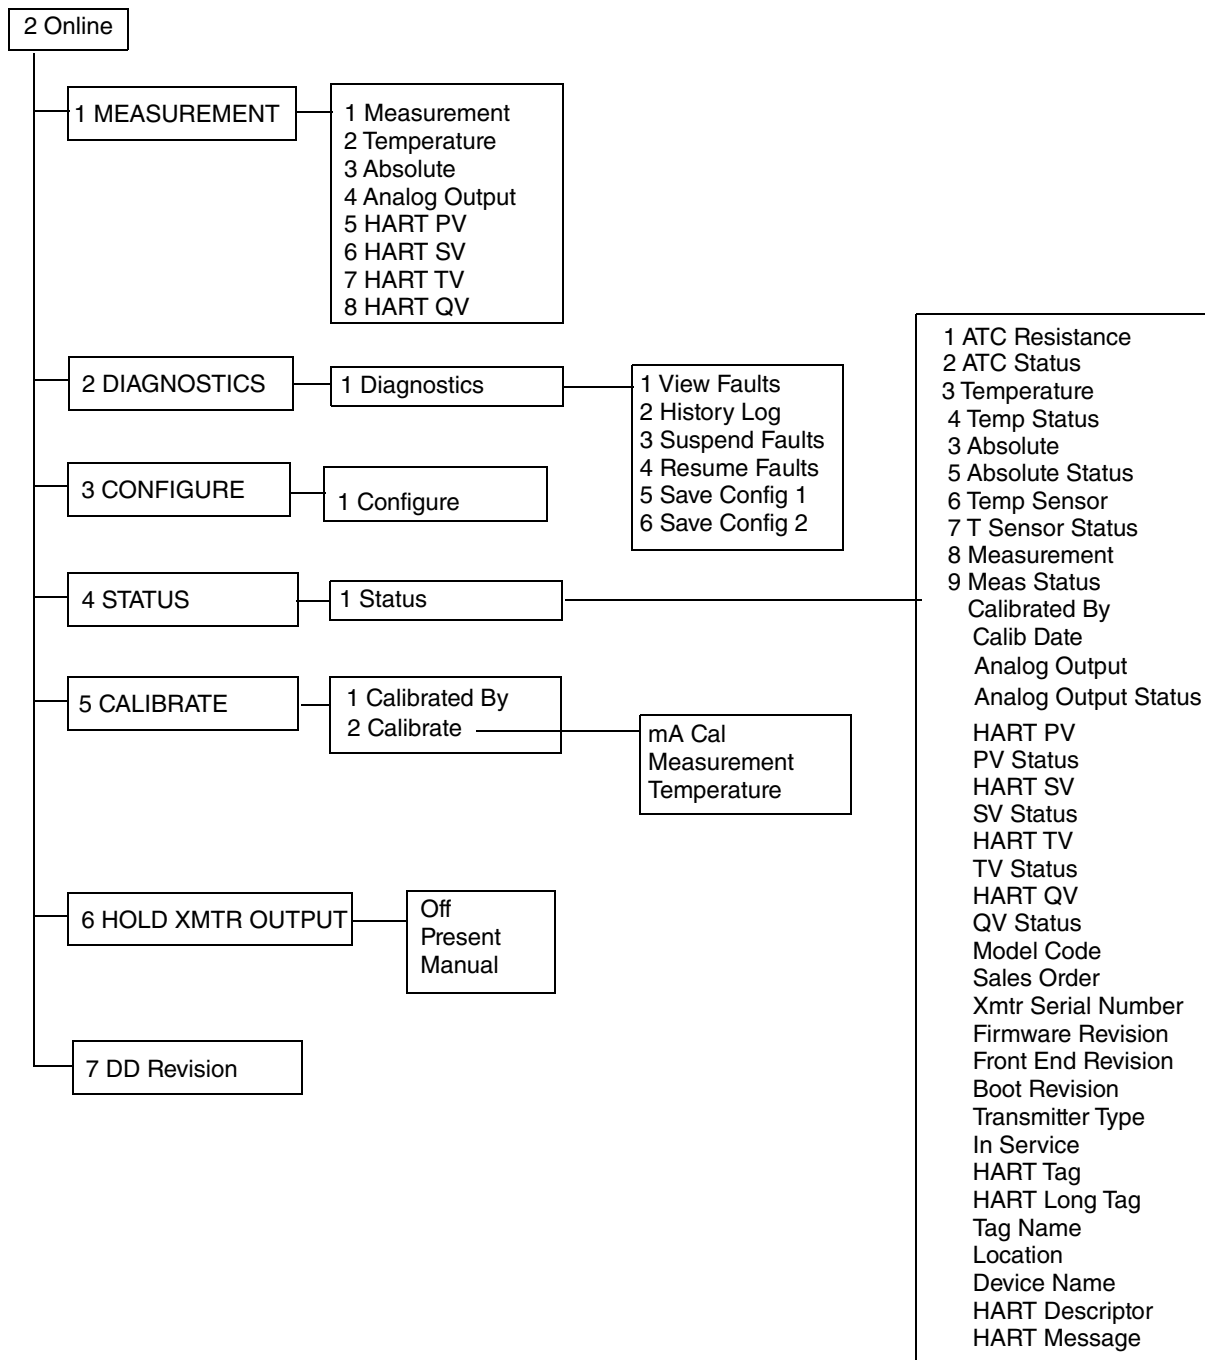 2 Online
1 MEASUREMENT
1 Measurement
2 Temperature
3 Absolute
4 Analog Output
5 HART PV
6 HART SV
7 HART TV
8 HART QV
2 DIAGNOSTICS
1 Diagnostics
1 View Faults
2 History Log
3 Suspend Faults
4 Resume Faults
5 Save Config 1
6 Save Config 2
3 CONFIGURE
1 Configure
4 STATUS
1 Status
1 ATC Resistance
2 ATC Status
3 Temperature
4 Temp Status
3 Absolute
5 Absolute Status
6 Temp Sensor
7 T Sensor Status
8 Measurement
9 Meas Status
Calibrated By
Calib Date
Analog Output
Analog Output Status
HART PV
PV Status
HART SV
SV Status
HART TV
TV Status
HART QV
QV Status
Model Code
Sales Order
Xmtr Serial Number
Firmware Revision
Front End Revision
Boot Revision
Transmitter Type
In Service
HART Tag
HART Long Tag
Tag Name
Location
Device Name
HART Descriptor
HART Message
5 CALIBRATE
1 Calibrated By
2 Calibrate
mA Cal
Measurement
Temperature
6 HOLD XMTR OUTPUT
Off
Present
Manual
7 DD Revision